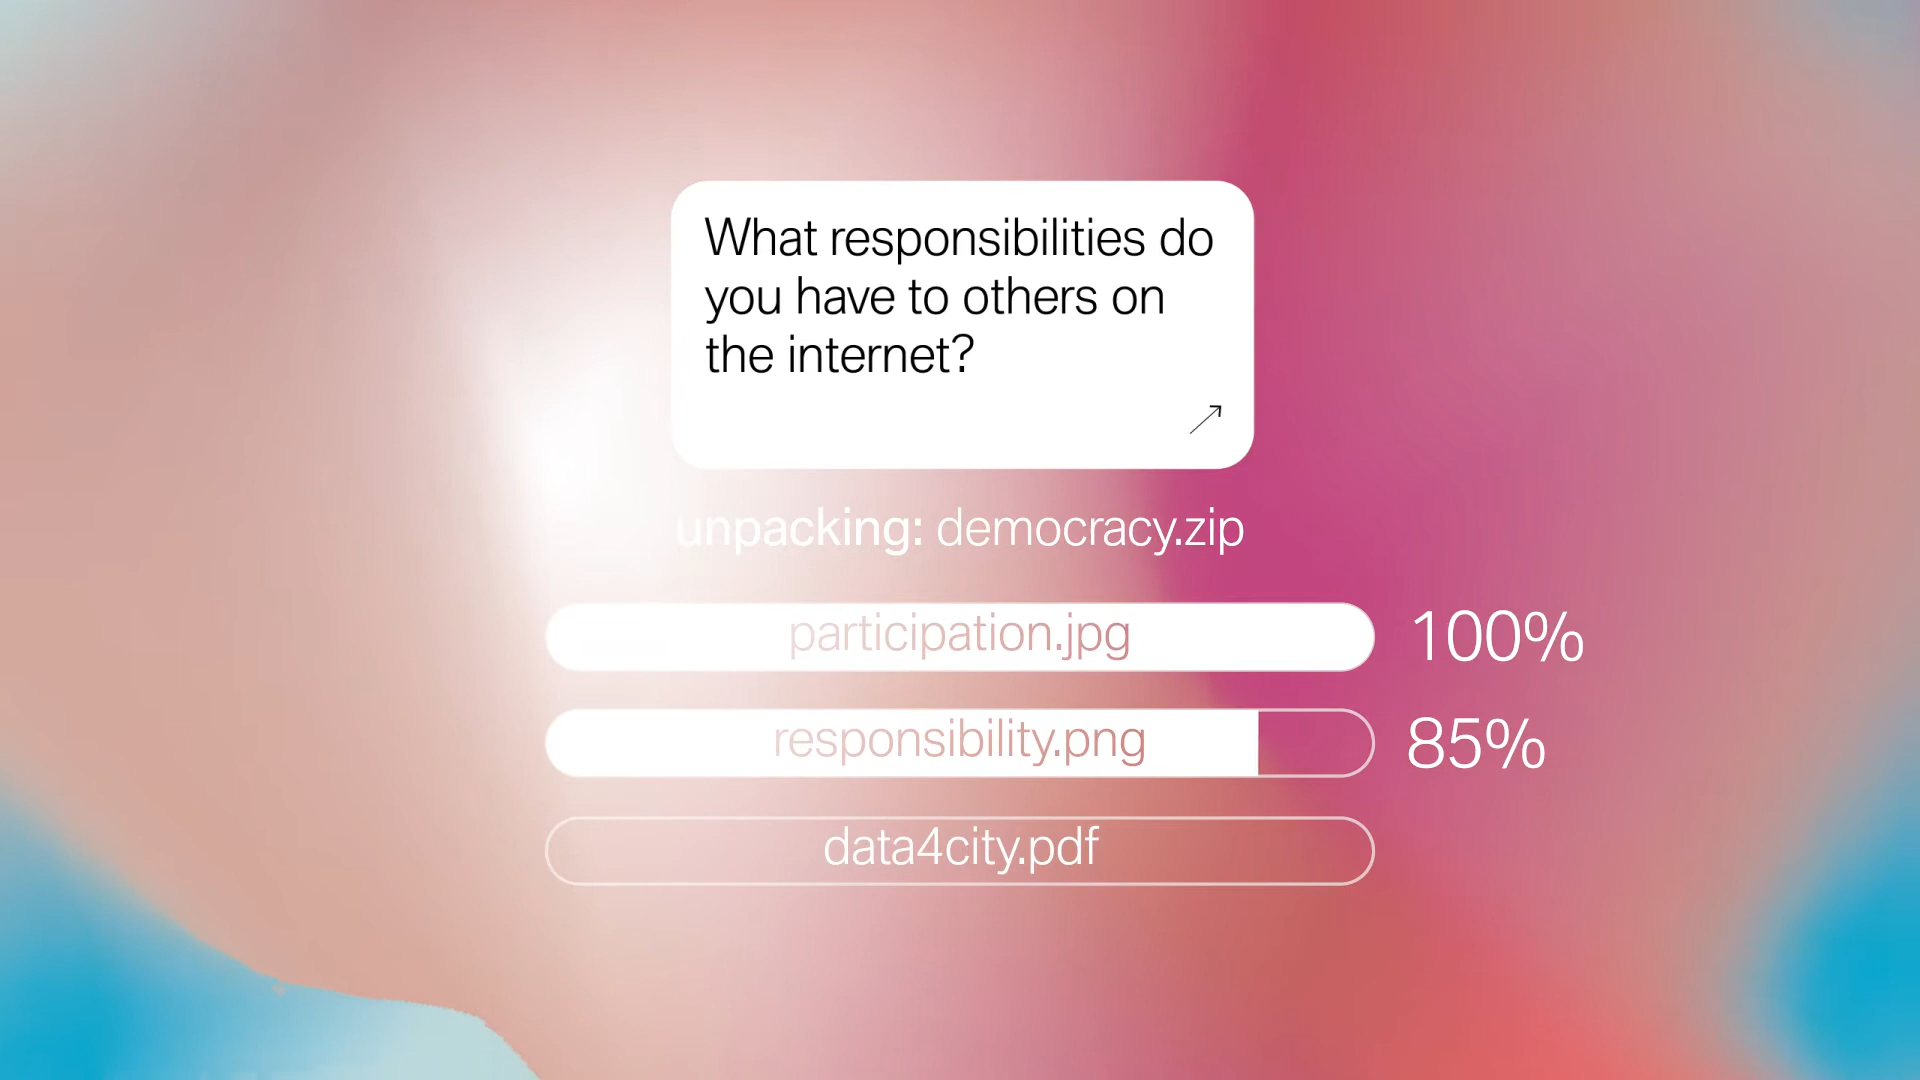 What responsibilities do
you have to others on
the internet?
unpacking: democracy.zip
participation.jpg 100%
responsibility.png 85%
data4city.pdf